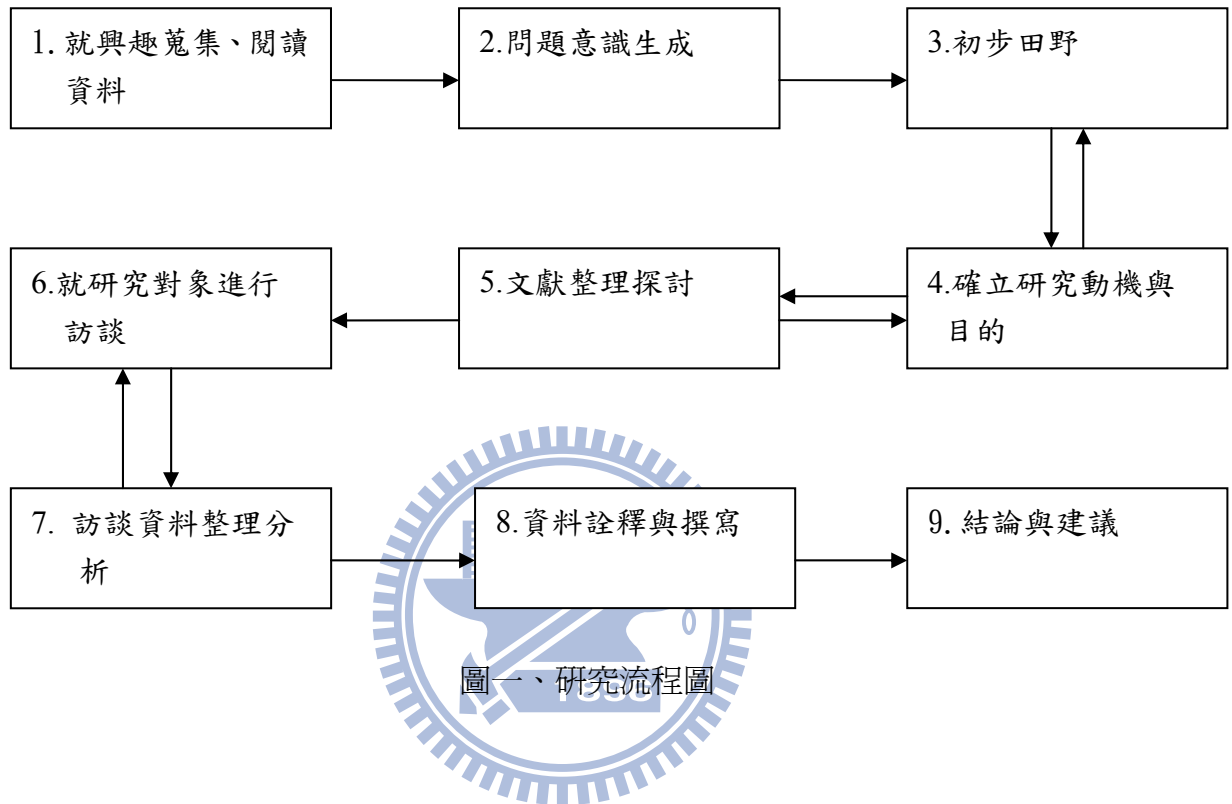 1. 就興趣蒐集、閱讀
資料
2.問題意識生成
3.初步田野
6.就研究對象進行
訪談
5.文獻整理探討
4.確立研究動機與
目的
7. 訪談資料整理分
析
8.資料詮釋與撰寫
9. 結論與建議
圖一、研究流程圖